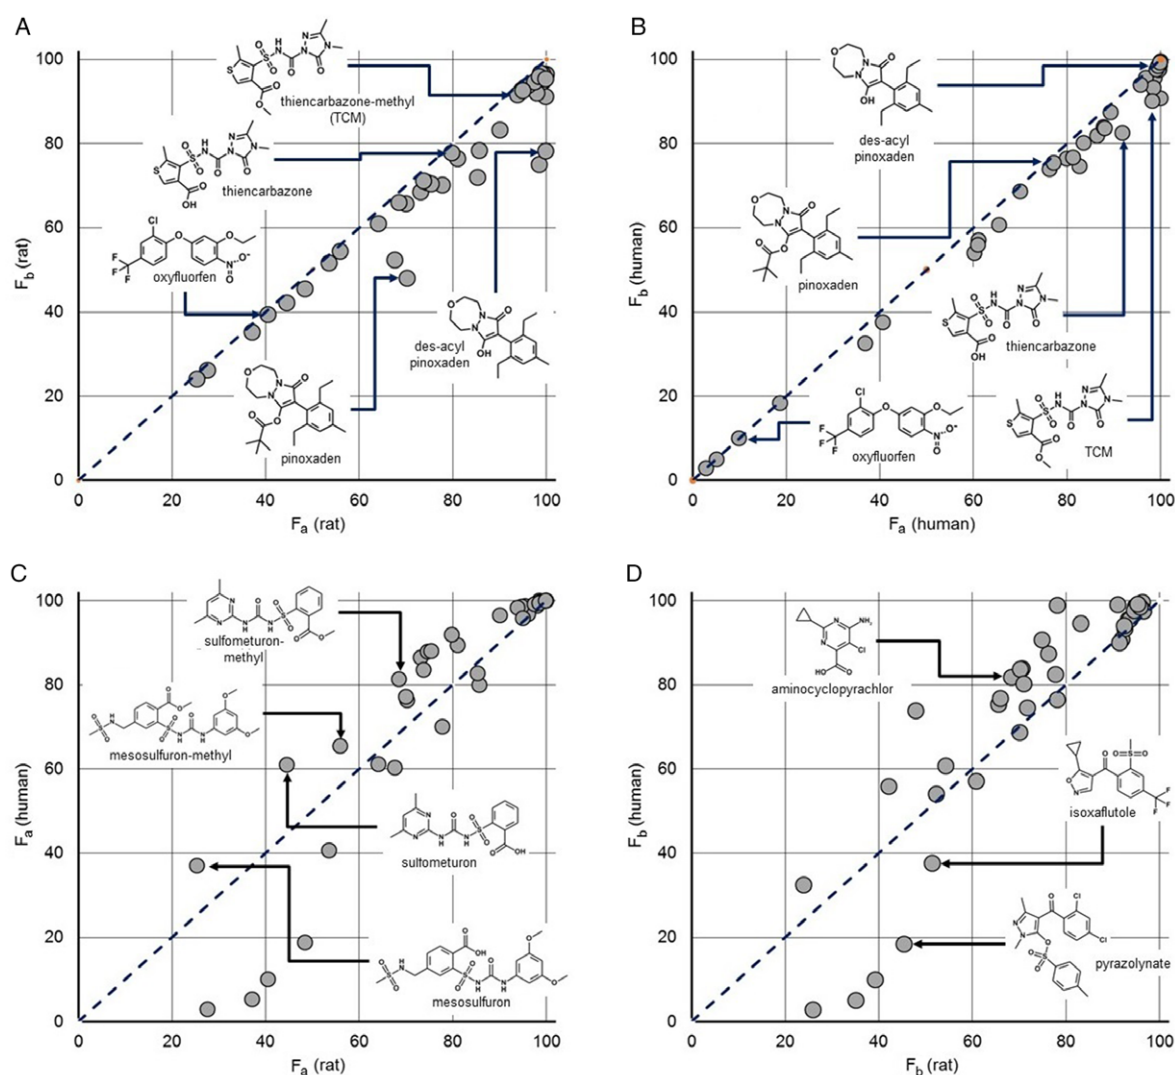 A
100
80
60
40
20
0
20
40
60
80
100
F_b (rat)
F_a (rat)
thiencarbazone-methyl
(TCM)
thiencarbazone
oxyfluorfen
pinoxaden
des-acyl
pinoxaden
B
100
80
60
40
20
0
20
40
60
80
100
F_b (human)
F_a (human)
des-acyl
pinoxaden
pinoxaden
thiencarbazone
oxyfluorfen
TCM
C
100
80
60
40
20
0
0
20
40
60
80
100
F_a (human)
F_a (rat)
sulfometuron-
methyl
mesosulfuron-methyl
sulfometuron
mesosulfuron
D
100
80
60
40
20
0
0
20
40
60
80
100
F_b (human)
F_b (rat)
aminocyclopyrachlor
isoxaflutole
pyrazolynate